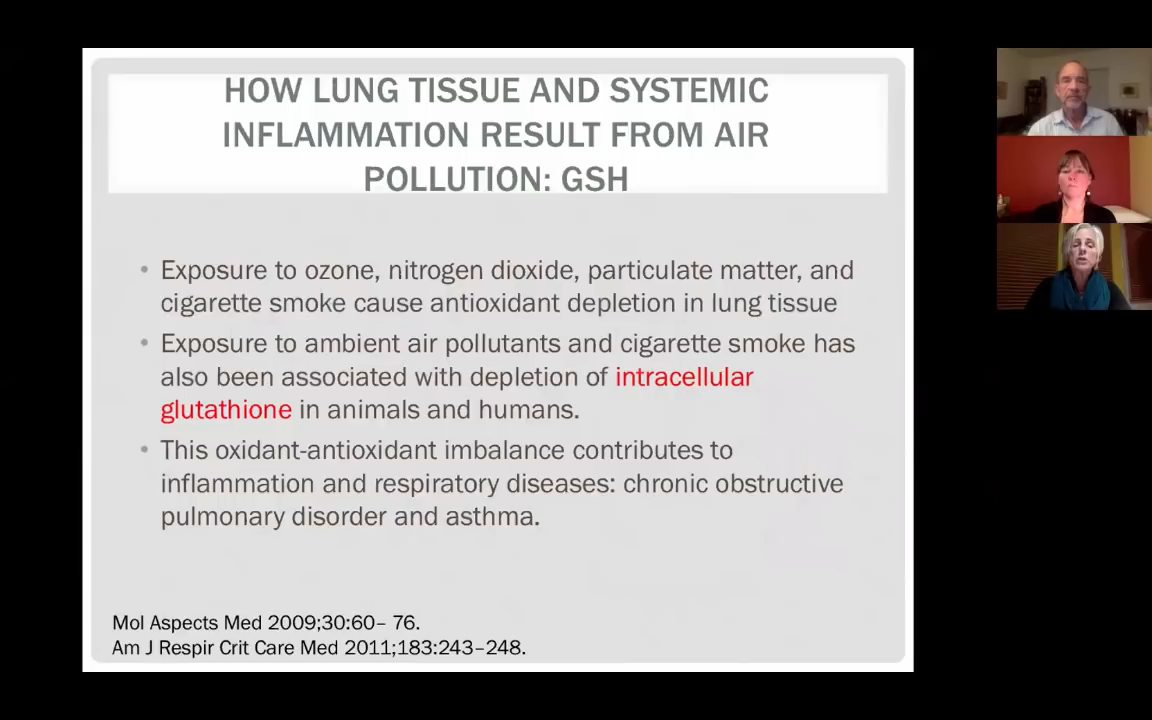 HOW LUNG TISSUE AND SYSTEMIC
INFLAMMATION RESULT FROM AIR
POLLUTION: GSH
• Exposure to ozone, nitrogen dioxide, particulate matter, and
cigarette smoke cause antioxidant depletion in lung tissue
• Exposure to ambient air pollutants and cigarette smoke has
also been associated with depletion of intracellular
glutathione in animals and humans.
• This oxidant-antioxidant imbalance contributes to
inflammation and respiratory diseases: chronic obstructive
pulmonary disorder and asthma.
Mol Aspects Med 2009;30:60– 76.
Am J Respir Crit Care Med 2011;183:243–248.